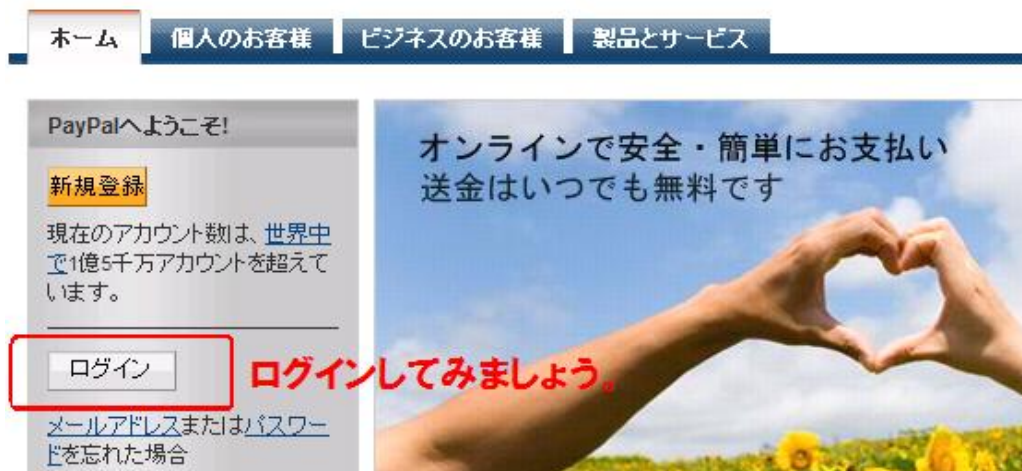 ホーム 個人のお客様 ビジネスのお客様 製品とサービス
PayPalへようこそ!
新規登録
現在のアカウント数は、世界中
で1億5千万アカウントを超えて
います。
オンラインで安全・簡単にお支払い
送金はいつでも無料です
ログイン
ログインしてみましょう。
メールアドレスまたはパスワー
ドを忘れた場合